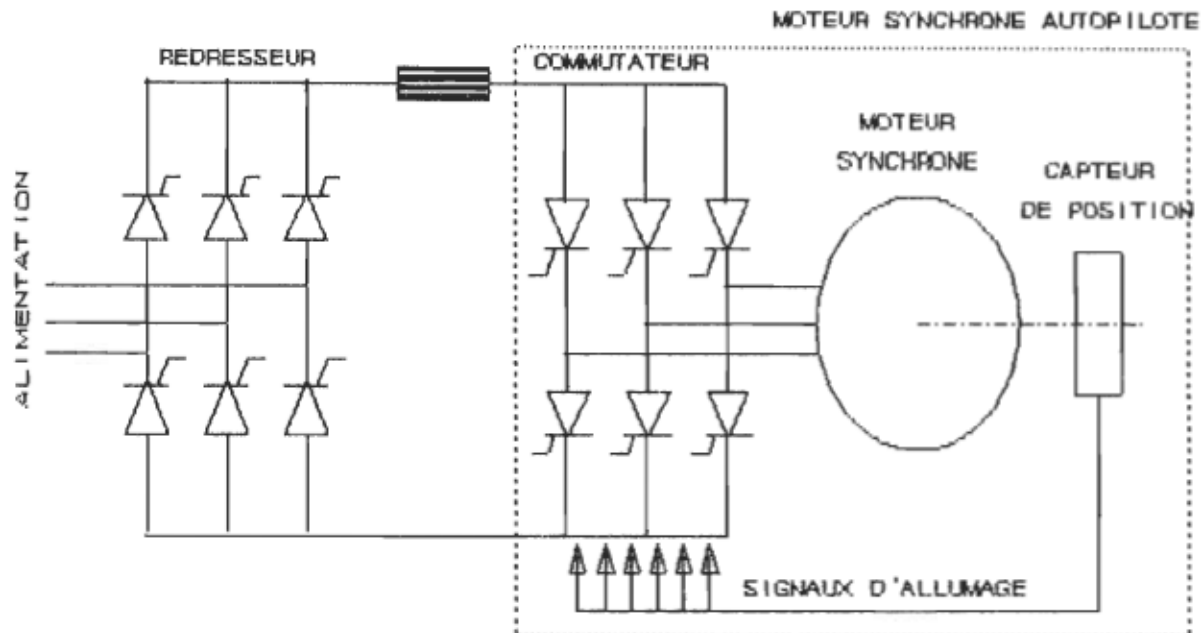 MOTEUR SYNCHRONE AUTOPILOTE
REDRESSEUR
COMMUTATEUR
MOTEUR
SYNCHRONE
CAPTEUR
DE POSITION
ALIMENTATION
SIGNAUX D'ALLUMAGE